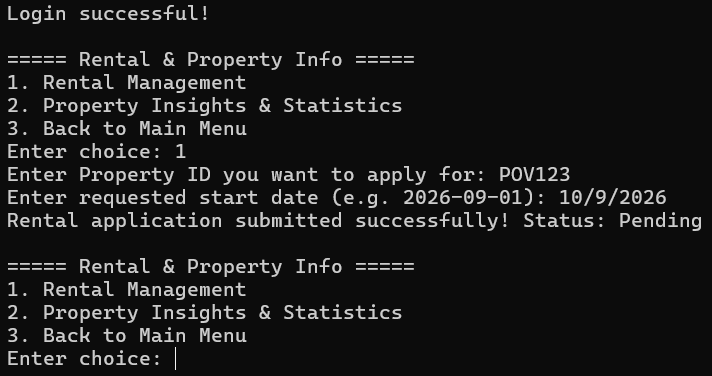 Login successful!
===== Rental & Property Info =====
1. Rental Management
2. Property Insights & Statistics
3. Back to Main Menu
Enter choice: 1
Enter Property ID you want to apply for: POV123
Enter requested start date (e.g. 2026-09-01): 10/9/2026
Rental application submitted successfully! Status: Pending
===== Rental & Property Info =====
1. Rental Management
2. Property Insights & Statistics
3. Back to Main Menu
Enter choice: